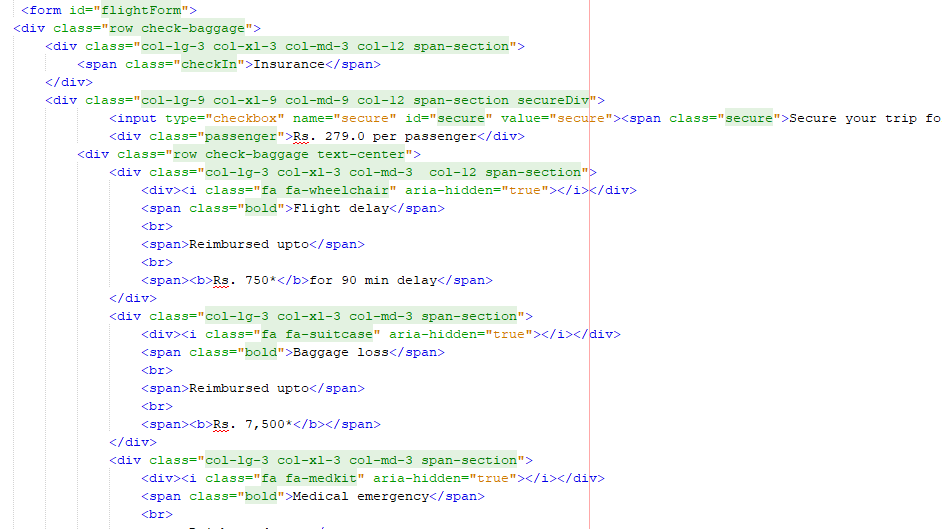 <form id="flightForm">
<div class="row check-baggage">
<div class="col-lg-3 col-xl-3 col-md-3 col-12 span-section">
<span class="checkIn">Insurance</span>
</div>
<div class="col-lg-9 col-xl-9 col-md-9 col-12 span-section secureDiv">
<input type="checkbox" name="secure" id="secure" value="secure"><span class="secure">Secure your trip fo
<div class="passenger">Rs. 279.0 per passenger</div>
<div class="row check-baggage text-center">
<div class="col-lg-3 col-xl-3 col-md-3  col-12 span-section">
<div><i class="fa fa-wheelchair" aria-hidden="true"></i></div>
<span class="bold">Flight delay</span>
<br>
<span>Reimbursed upto</span>
<br>
<span><b>Rs. 750*</b>for 90 min delay</span>
</div>
<div class="col-lg-3 col-xl-3 col-md-3 span-section">
<div><i class="fa fa-suitcase" aria-hidden="true"></i></div>
<span class="bold">Baggage loss</span>
<br>
<span>Reimbursed upto</span>
<br>
<span><b>Rs. 7,500*</b></span>
</div>
<div class="col-lg-3 col-xl-3 col-md-3 span-section">
<div><i class="fa fa-medkit" aria-hidden="true"></i></div>
<span class="bold">Medical emergency</span>
<br>